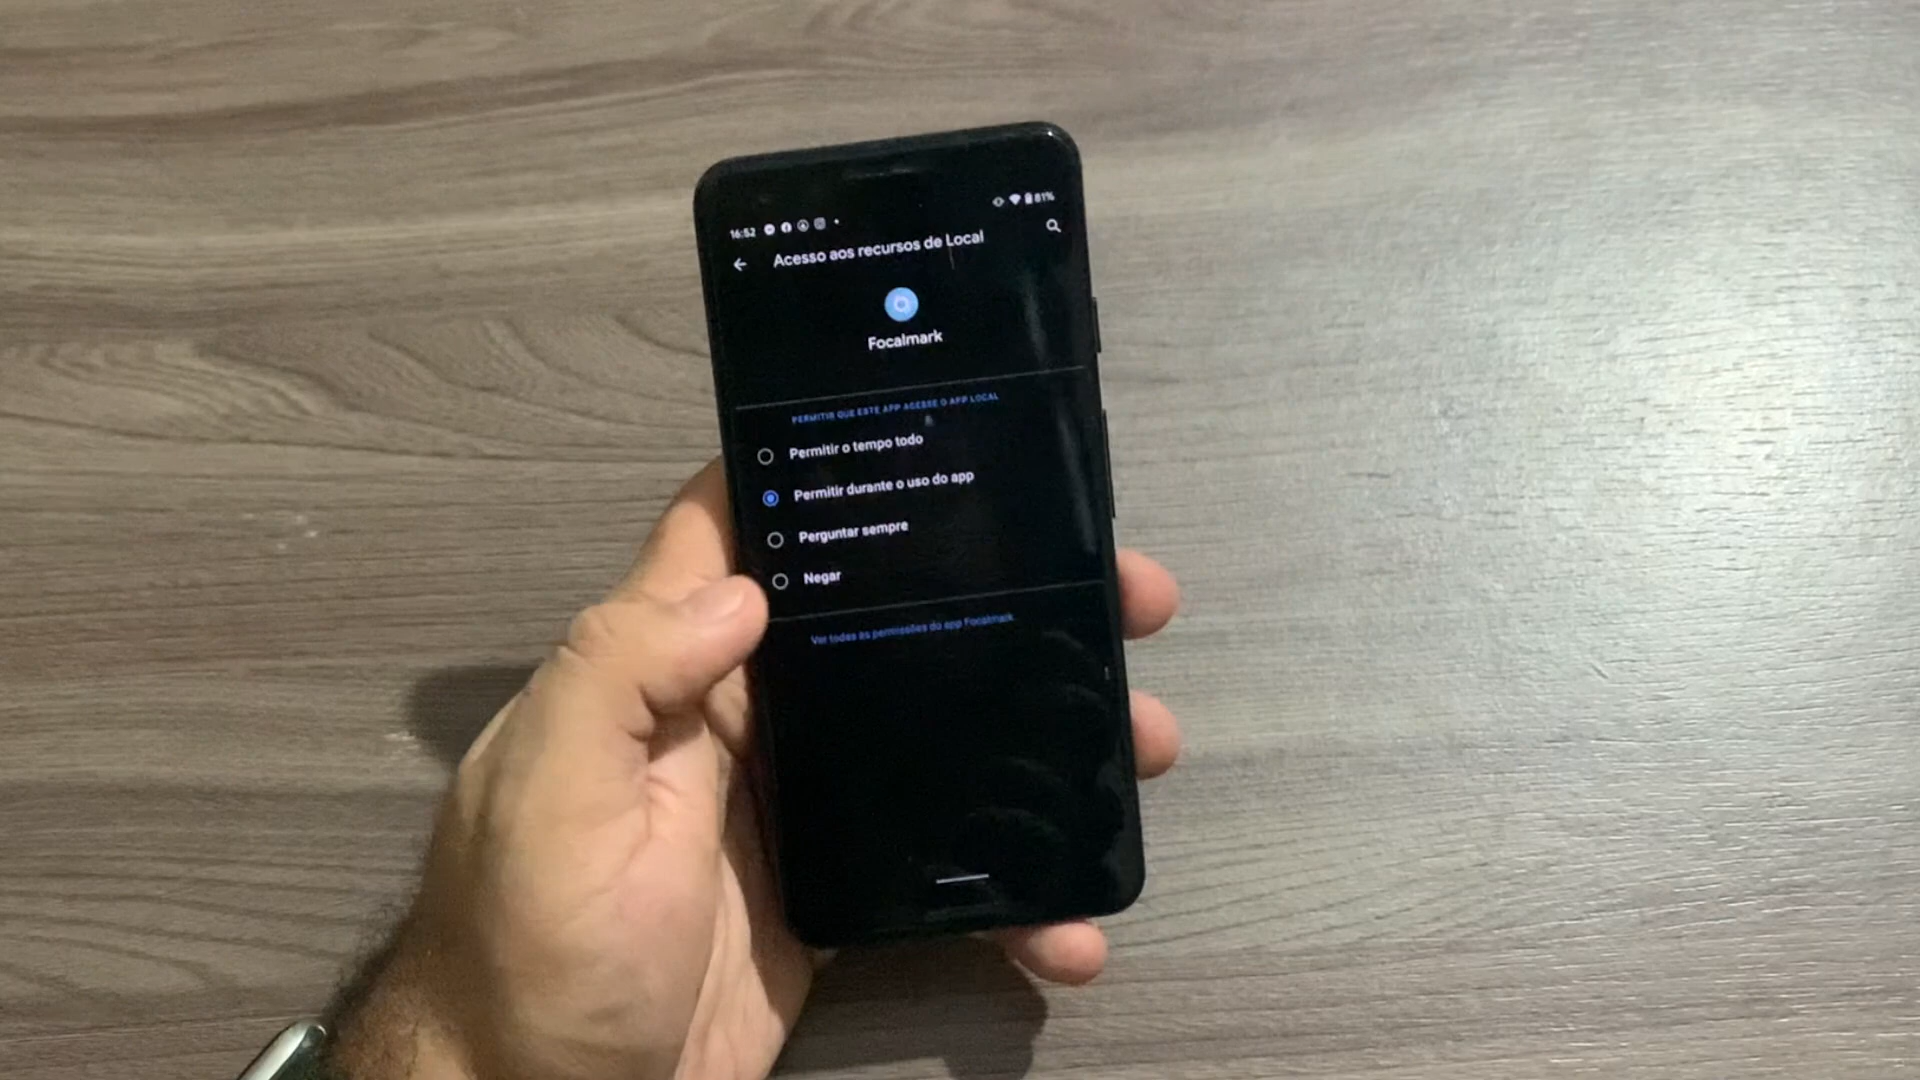 16:52 81%
Acesso aos recursos de Local
Focalmark
PERMITIR QUE ESTE APP ACESSE O APP LOCAL
Permitir o tempo todo
Permitir durante o uso do app
Perguntar sempre
Negar
Ver todas as permissões do app Focalmark